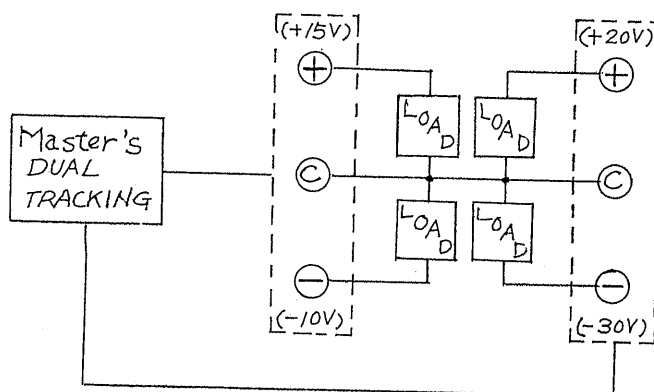 (+15V)
(+20V)
+
+
LOAD
LOAD
Master's
DUAL
TRACKING
C
C
LOAD
LOAD
−
−
(-10V)
(-30V)